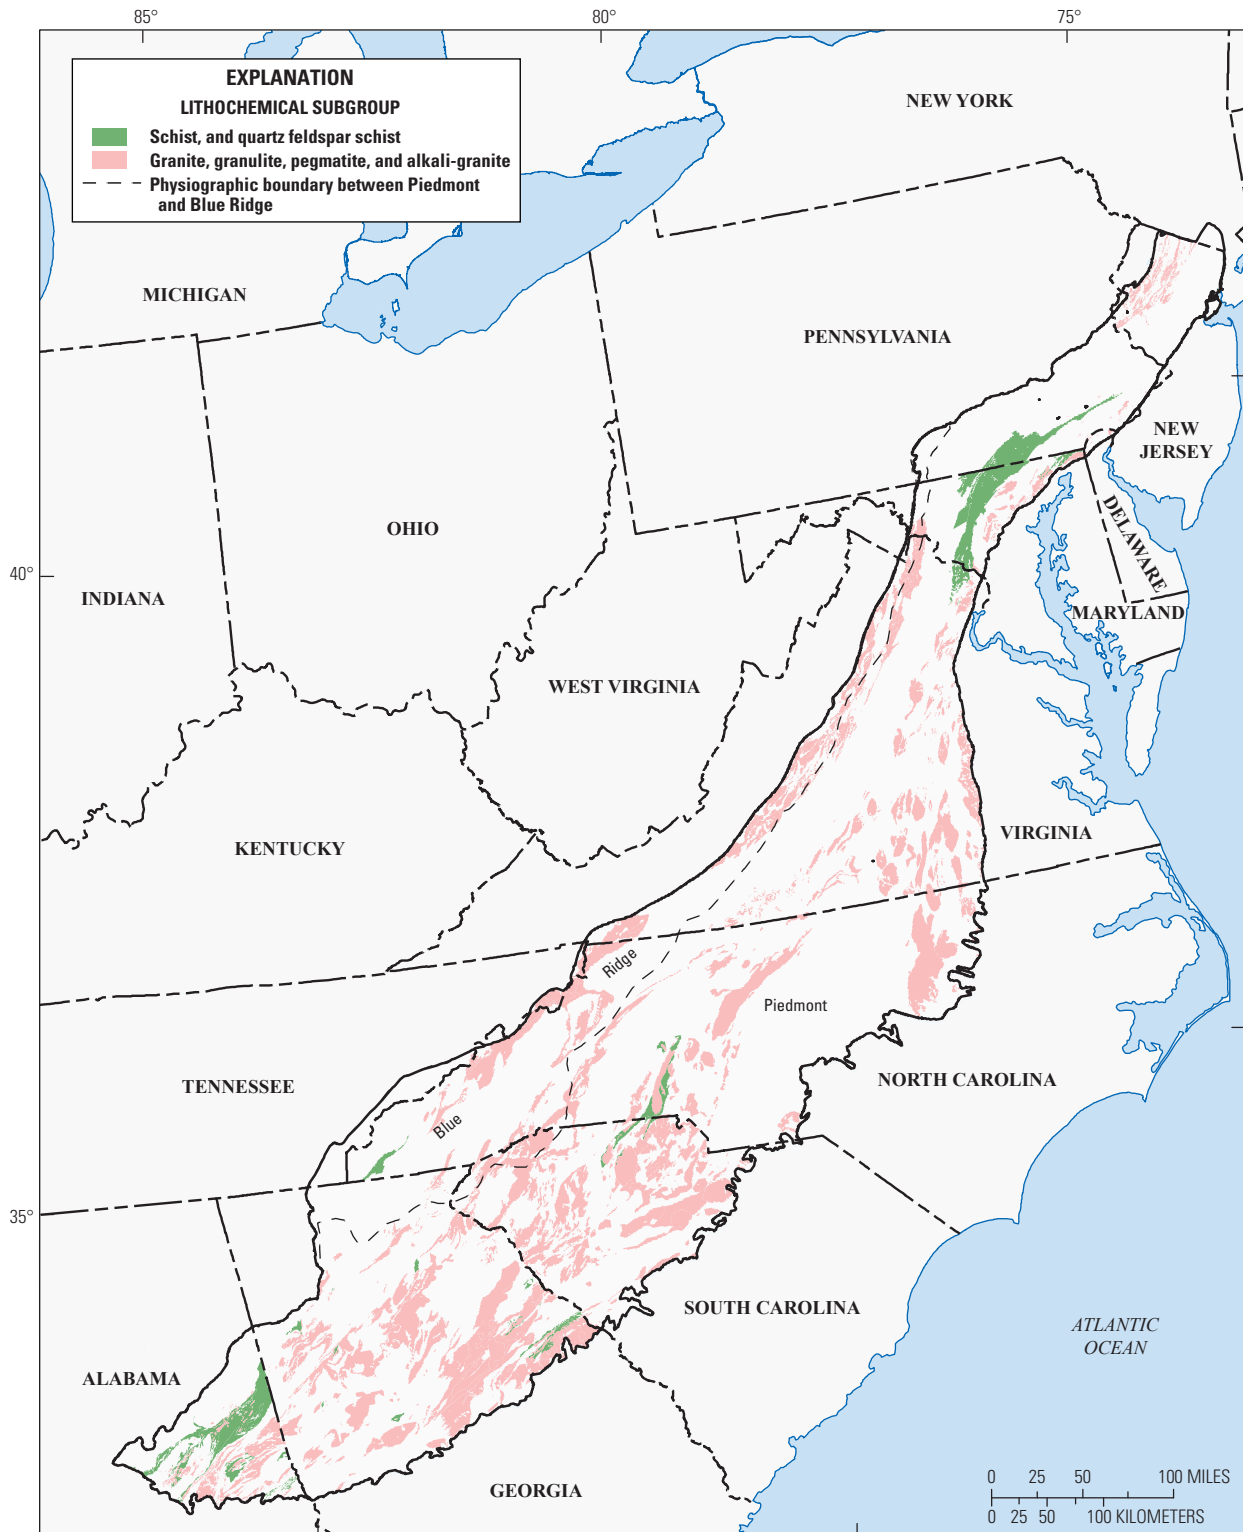 85°
80°
75°
EXPLANATION
LITHOCHEMICAL SUBGROUP
Schist, and quartz feldspar schist
Granite, granulite, pegmatite, and alkali-granite
Physiographic boundary between Piedmont
and Blue Ridge
NEW YORK
MICHIGAN
PENNSYLVANIA
NEW
JERSEY
OHIO
DELAWARE
40°
INDIANA
MARYLAND
WEST VIRGINIA
VIRGINIA
KENTUCKY
Ridge
Piedmont
NORTH CAROLINA
TENNESSEE
Blue
35°
SOUTH CAROLINA
ATLANTIC
OCEAN
ALABAMA
GEORGIA
0 25 50 100 MILES
0 25 50 100 KILOMETERS